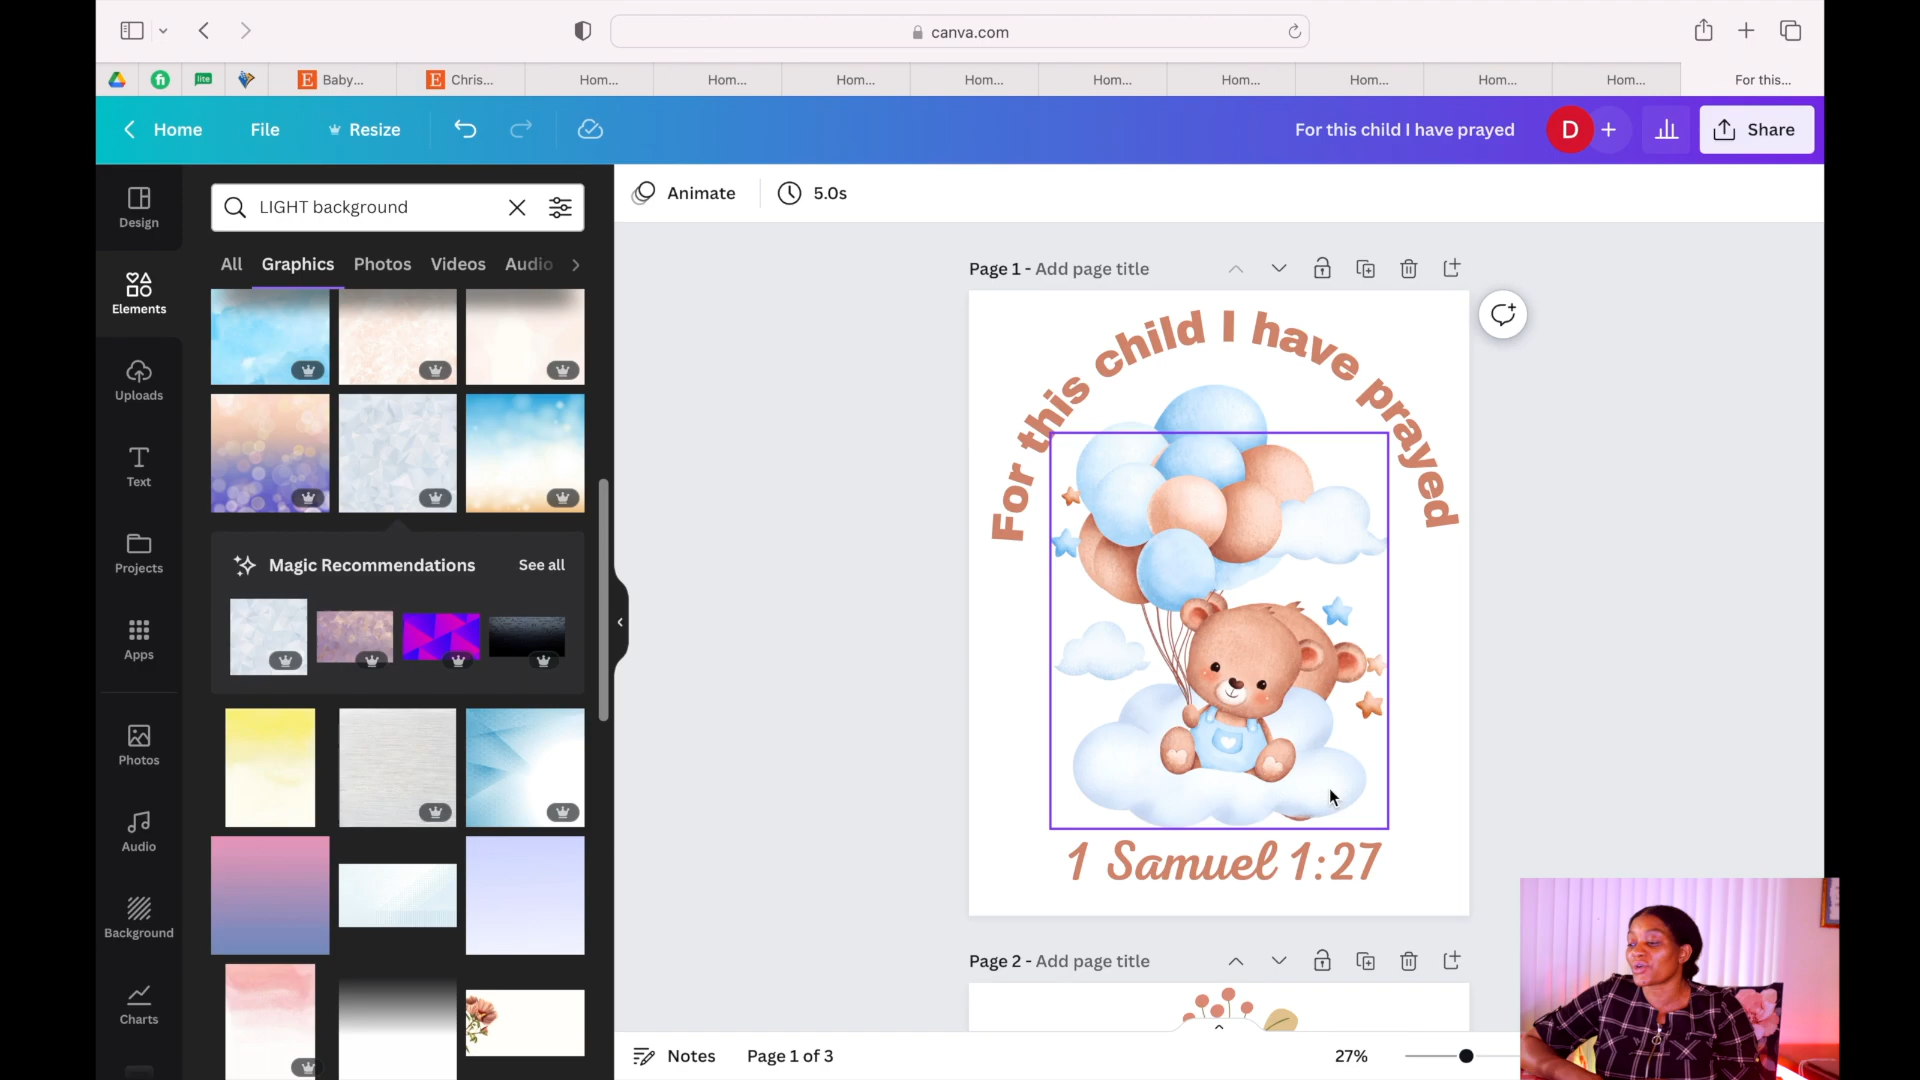 canva.com
lite
Baby...
Chris...
Hom...
Hom...
Hom...
Hom...
Hom...
Hom...
Hom...
Hom...
Hom...
For this...
Home
File
Resize
For this child I have prayed
D
Share
Design
Elements
Uploads
Text
Projects
Apps
Photos
Audio
Background
Charts
LIGHT background
All
Graphics
Photos
Videos
Audio
Magic Recommendations
See all
Animate
5.0s
Page 1 - Add page title
For this child I have prayed
1 Samuel 1:27
Page 2 - Add page title
Notes
Page 1 of 3
27%